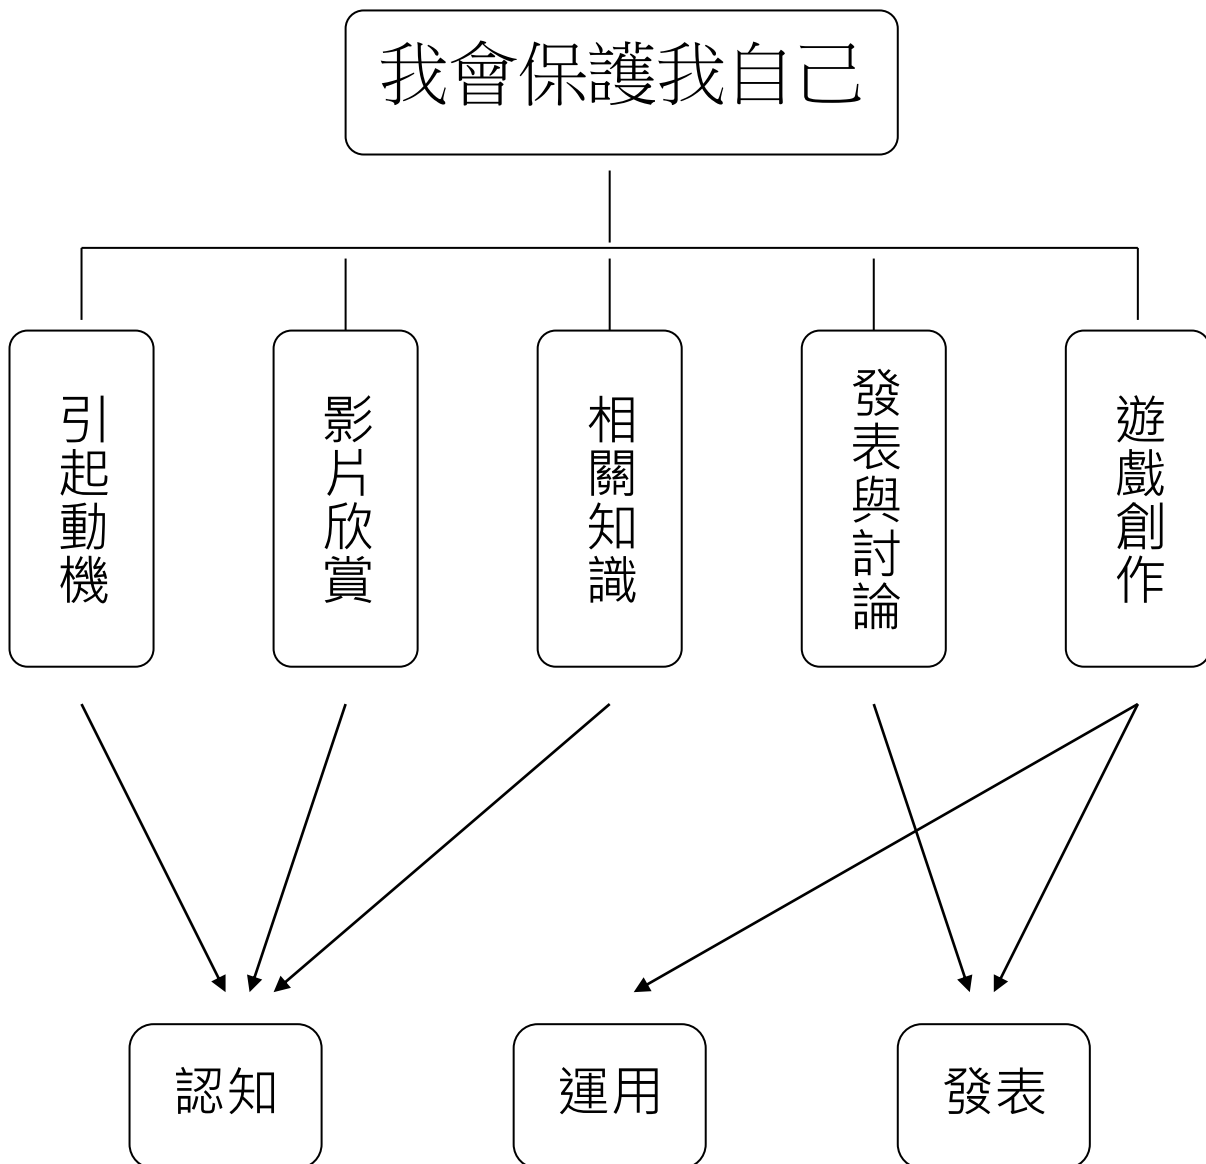 我會保護我自己
引起動機
影片欣賞
相關知識
發表與討論
遊戲創作
認知
運用
發表